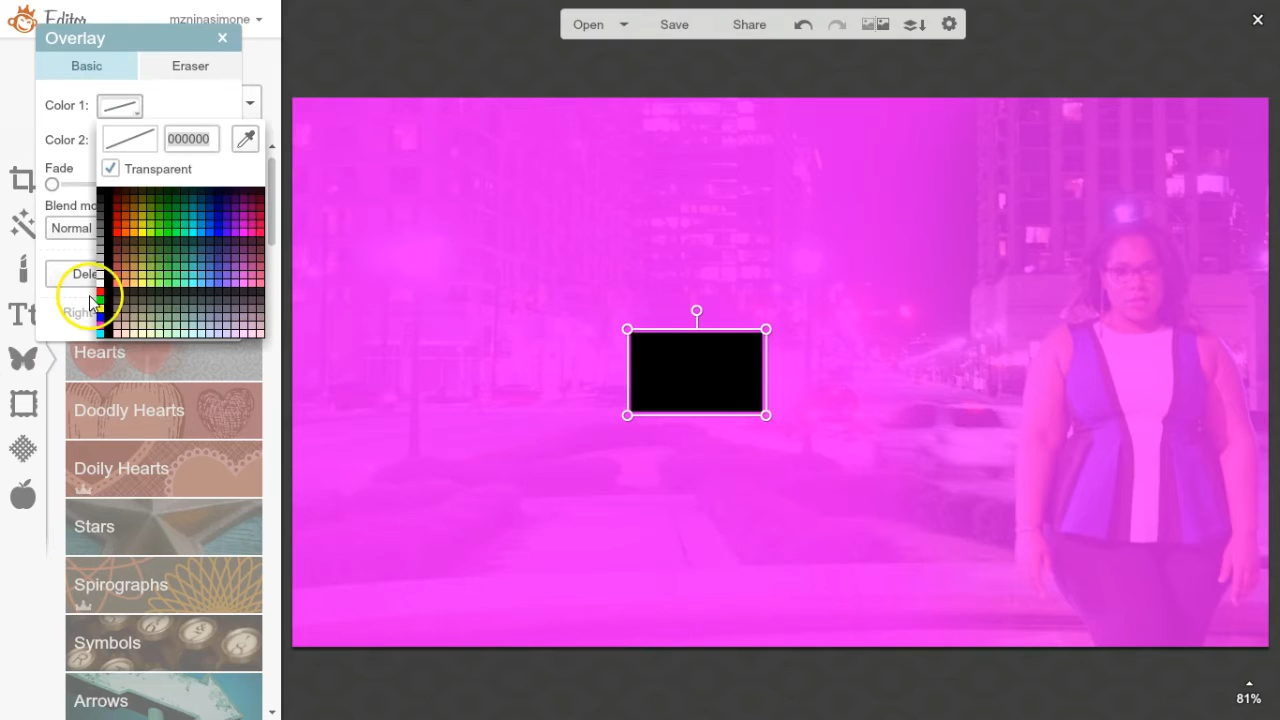 Editor
mzninasimone
Open
Save
Share
Overlay
Basic
Eraser
Color 1:
Color 2:
000000
Transparent
Fade
Blend mo
Normal
Dele
Right
Hearts
Doodly Hearts
Doily Hearts
Stars
Spirographs
Symbols
Arrows
Tt
81%